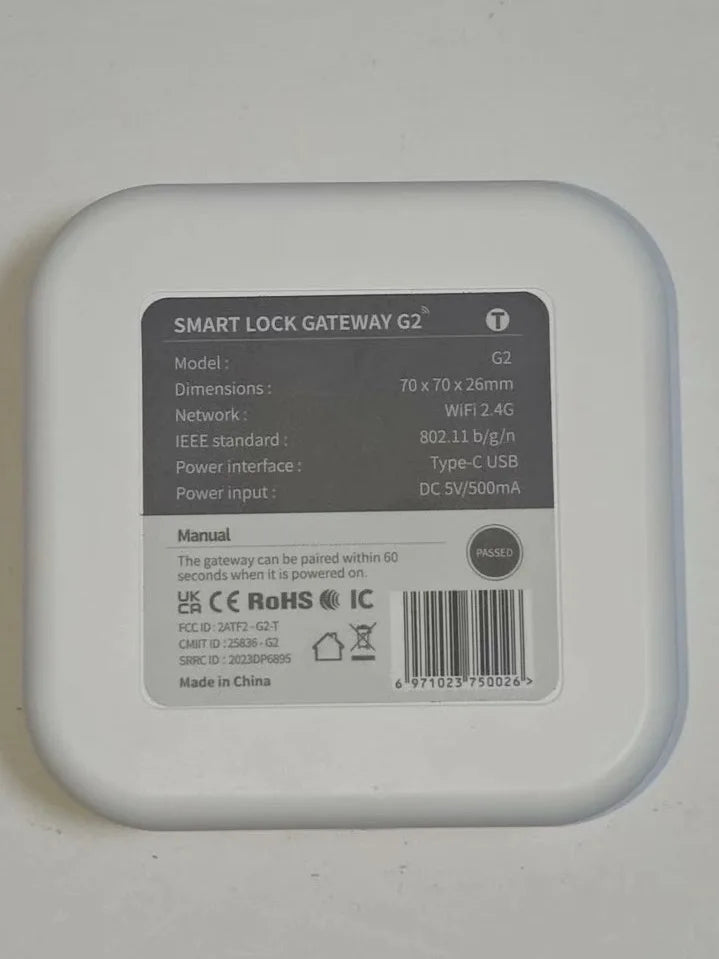 SMART LOCK GATEWAY G2
T
Model : G2
Dimensions : 70 x 70 x 26mm
Network : WiFi 2.4G
IEEE standard : 802.11 b/g/n
Power interface : Type-C USB
Power input : DC 5V/500mA
Manual
PASSED
The gateway can be paired within 60
seconds when it is powered on.
UK
CA CE RoHS IC
FCC ID : 2ATF2 - G2-T
CMIIT ID : 25836 - G2
SRRC ID : 2023DP6895
Made in China
6 971023 750026 >